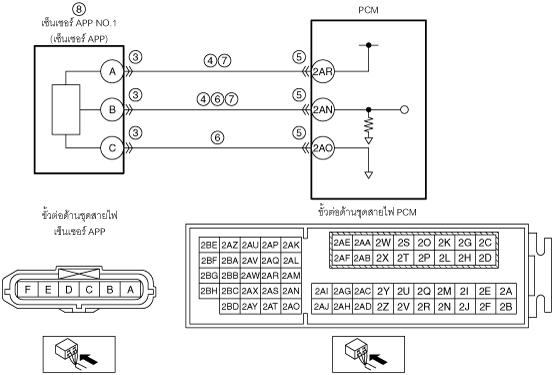 ⑧
PCM
เซ็นเซอร์ APP NO.1
(เซ็นเซอร์ APP)
A ③ ④ ⑦ ⑤ 2AR
B ③ ④ ⑥ ⑦ ⑤ 2AN
C ③ ⑥ ⑤ 2AO
ขั้วต่อด้านชุดสายไฟ
เซ็นเซอร์ APP
F E D C B A
ขั้วต่อด้านชุดสายไฟ PCM
2BE 2AZ 2AU 2AP 2AK
2BF 2BA 2AV 2AQ 2AL
2BG 2BB 2AW 2AR 2AM
2BH 2BC 2AX 2AS 2AN
2BD 2AY 2AT 2AO
2AE 2AA 2W 2S 2O 2K 2G 2C
2AF 2AB 2X 2T 2P 2L 2H 2D
2AI 2AG 2AC 2Y 2U 2Q 2M 2I 2E 2A
2AJ 2AH 2AD 2Z 2V 2R 2N 2J 2F 2B